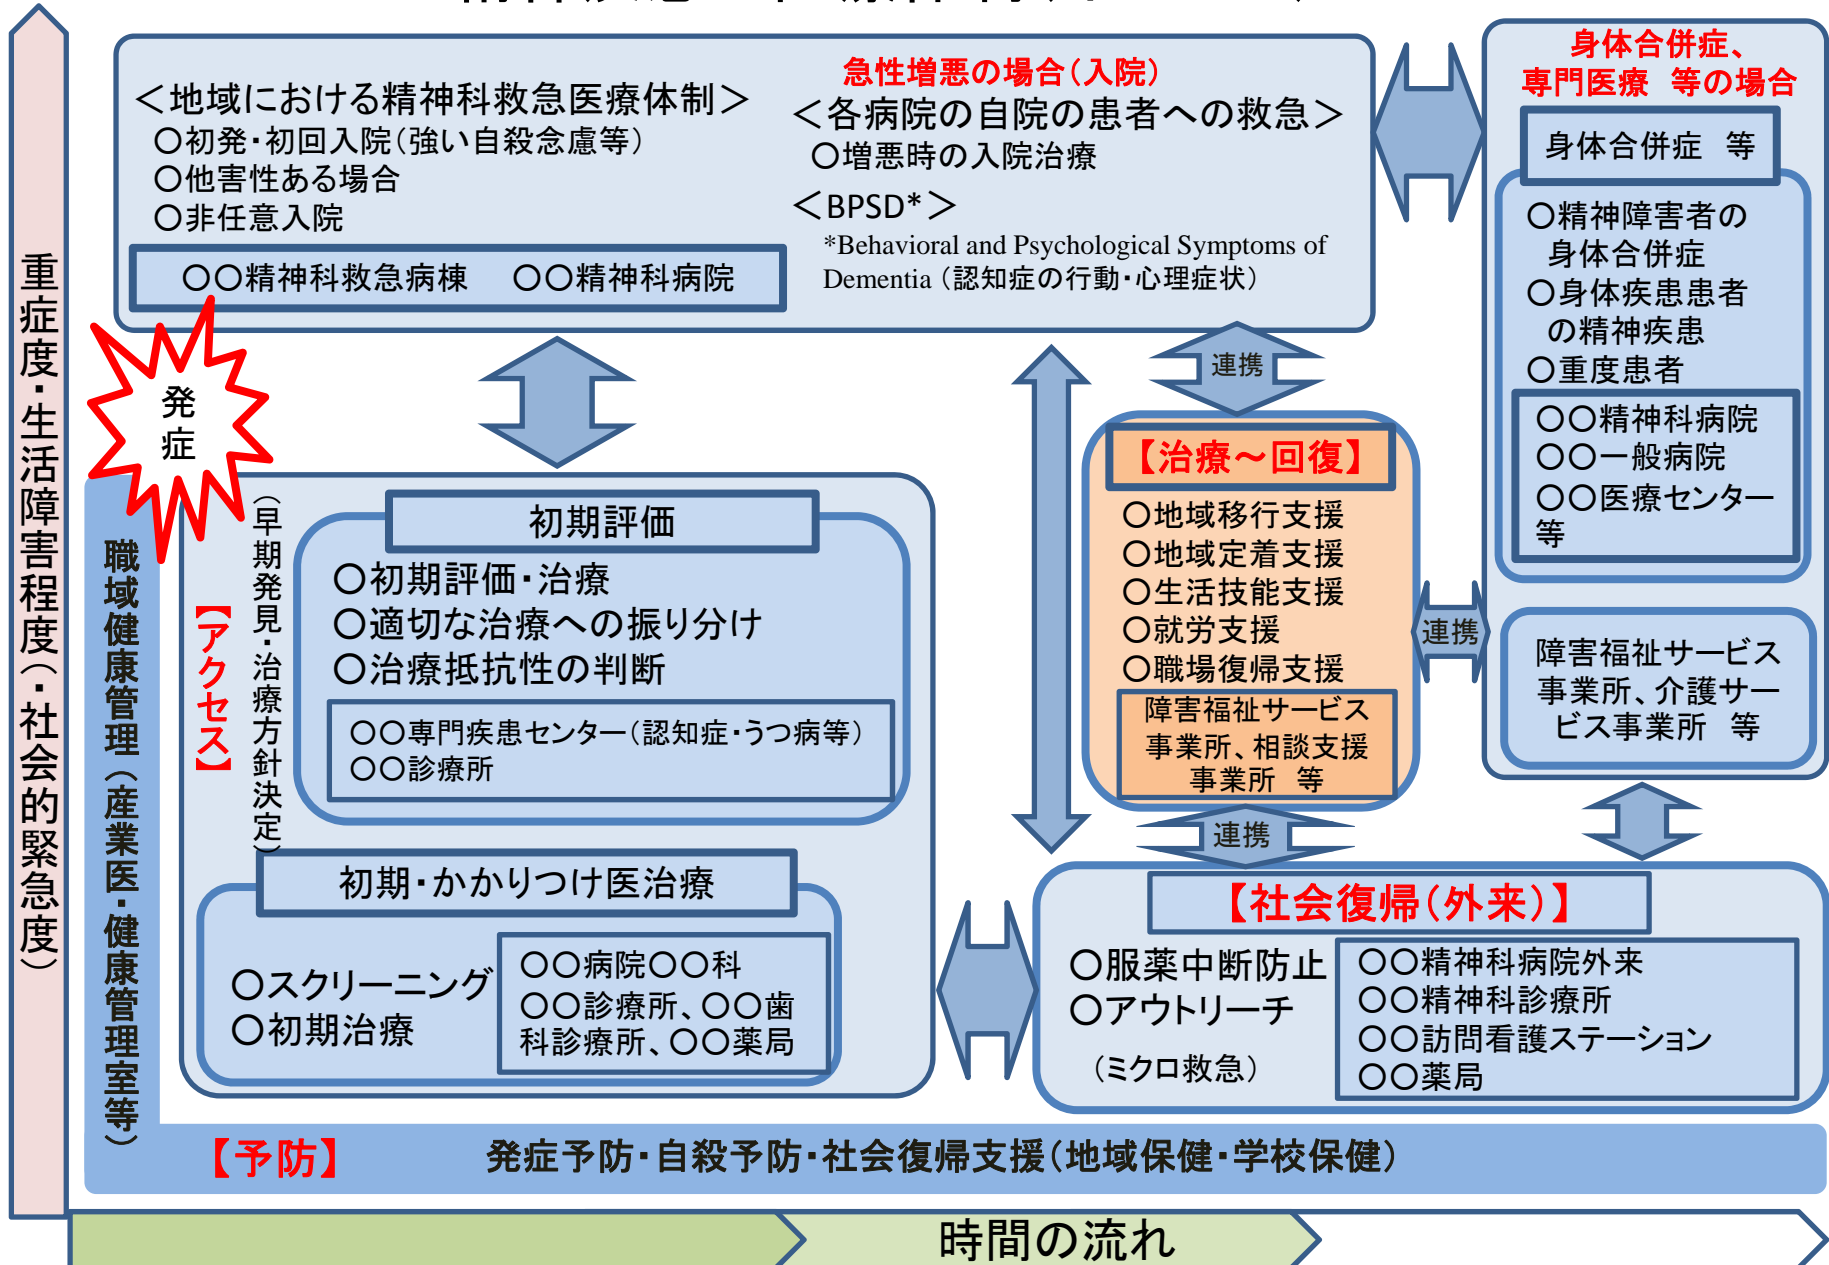 <地域における精神科救急医療体制>
○初発・初回入院(強い自殺念慮等)
○他害性ある場合
○非任意入院
○○精神科救急病棟　○○精神科病院
急性増悪の場合(入院)
<各病院の自院の患者への救急>
○増悪時の入院治療
<BPSD*>
*Behavioral and Psychological Symptoms of
Dementia(認知症の行動・心理症状)
身体合併症、
専門医療　等の場合
身体合併症　等
○精神障害者の
身体合併症
○身体疾患患者
の精神疾患
○重度患者
○○精神科病院
○○一般病院
○○医療センター
等
障害福祉サービス
事業所、介護サー
ビス事業所　等
重症度・生活障害程度(・社会的緊急度)
発
症
職域健康管理(産業医・健康管理室等)
【アクセス】
(早期発見・治療方針決定)
初期評価
○初期評価・治療
○適切な治療への振り分け
○治療抵抗性の判断
○○専門疾患センター(認知症・うつ病等)
○○診療所
初期・かかりつけ医治療
○スクリーニング
○初期治療
○○病院○○科
○○診療所、○○歯
科診療所、○○薬局
連携
【治療～回復】
○地域移行支援
○地域定着支援
○生活技能支援
○就労支援
○職場復帰支援
障害福祉サービス
事業所、相談支援
事業所　等
連携
連携
【社会復帰(外来)】
○服薬中断防止
○アウトリーチ
(ミクロ救急)
○○精神科病院外来
○○精神科診療所
○○訪問看護ステーション
○○薬局
【予防】　発症予防・自殺予防・社会復帰支援(地域保健・学校保健)
時間の流れ